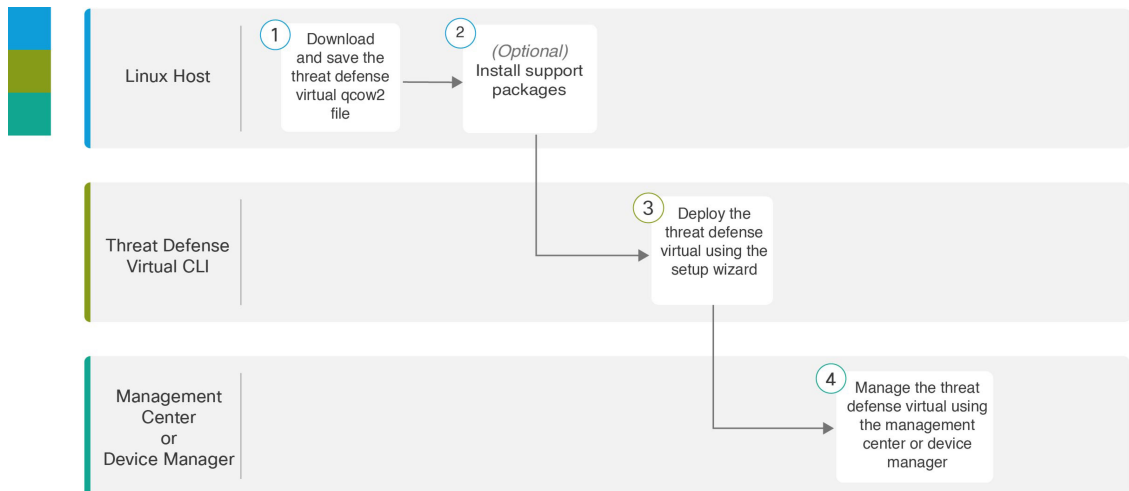 Linux Host
1
Download
and save the
threat defense
virtual qcow2
file
2
(Optional)
Install support
packages
Threat Defense
Virtual CLI
3
Deploy the
threat defense
virtual using the
setup wizard
Management
Center
or
Device Manager
4
Manage the threat
defense virtual using
the management
center or device
manager